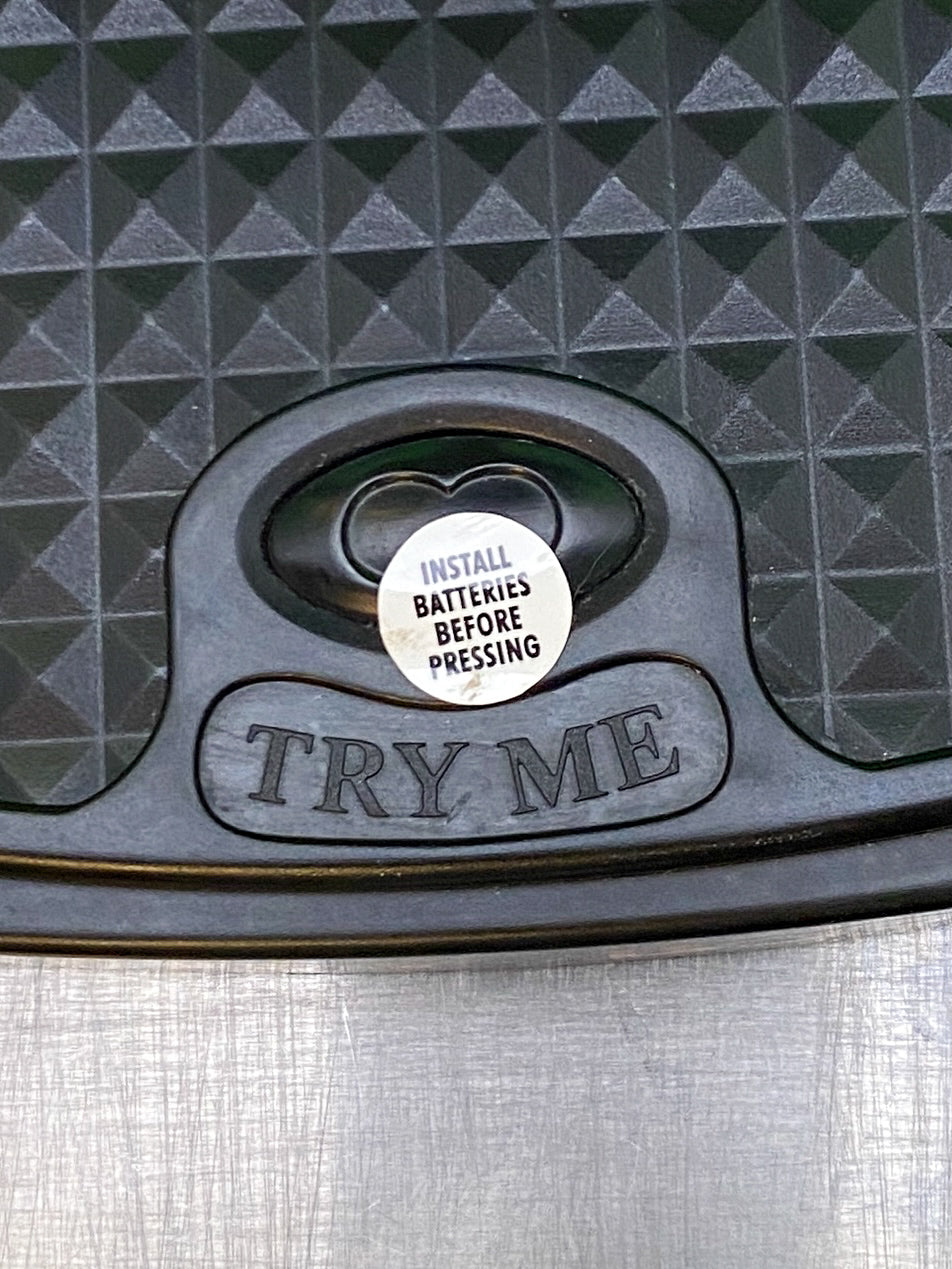 INSTALL
BATTERIES
BEFORE
PRESSING
TRY ME